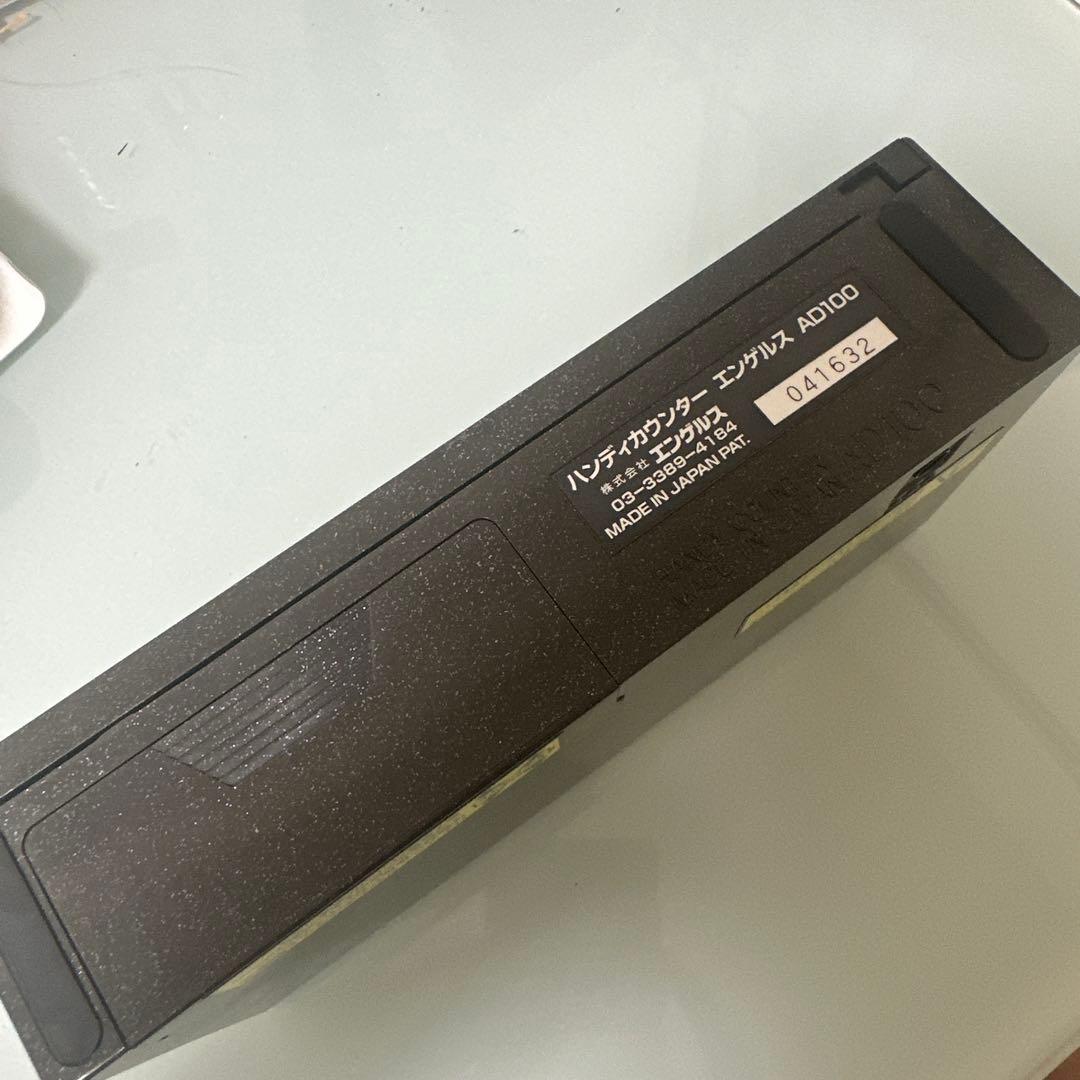 ハンディカウンター エンゲルス AD100
株式会社 エンゲルス
03-3389-4184
MADE IN JAPAN PAT.
041632